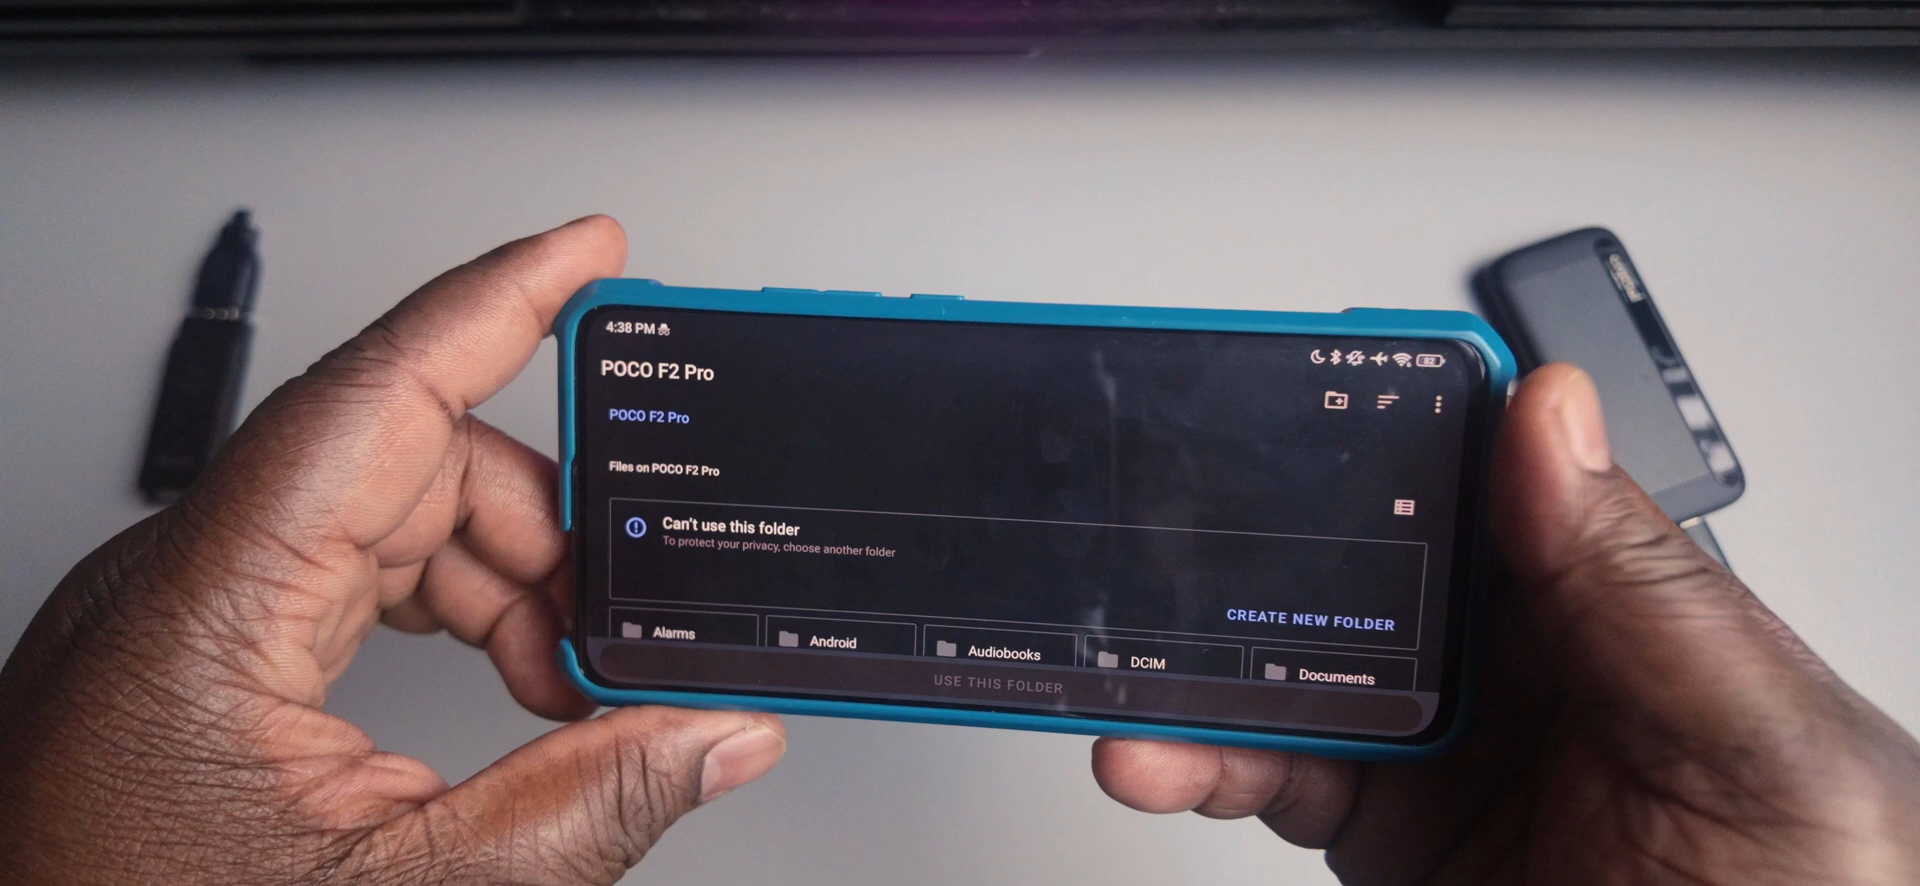 4:38 PM
82
POCO F2 Pro
POCO F2 Pro
Files on POCO F2 Pro
Can't use this folder
To protect your privacy, choose another folder
CREATE NEW FOLDER
Alarms
Android
Audiobooks
DCIM
Documents
USE THIS FOLDER